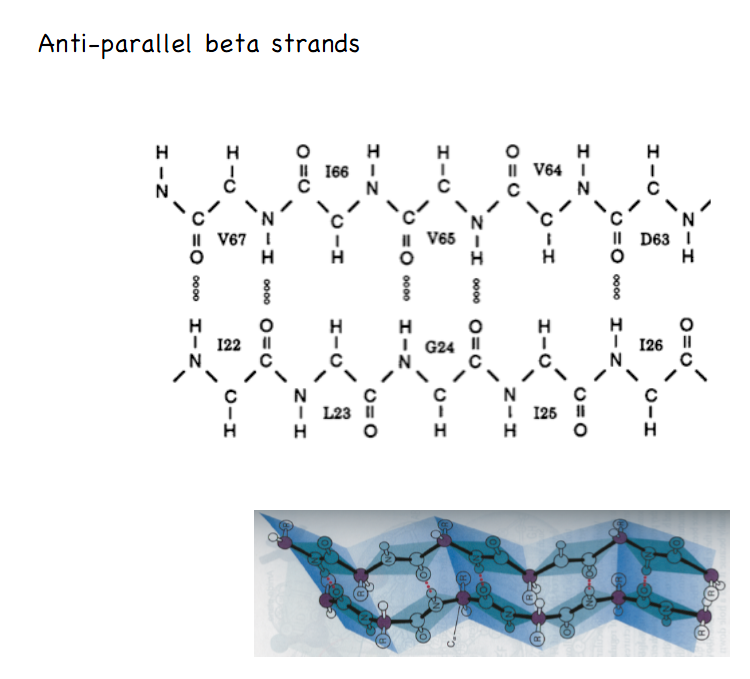 Anti-parallel beta strands
H H O H H O H H
I66 V64
N C C N C C N C
C N C C N C C N
V67 V65 D63
O H H O H H O H
H O H H O H H O
I22 G24 I26
N C C N C C N C
C N C C N C C
L23 I25
H H O H H O H